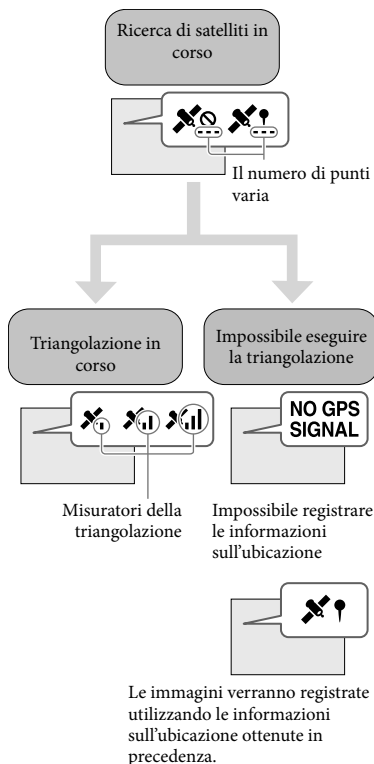 Ricerca di satelliti in
corso
Il numero di punti
varia
Triangolazione in
corso
Impossibile eseguire
la triangolazione
NO GPS
SIGNAL
Misuratori della
triangolazione
Impossibile registrare
le informazioni
sull'ubicazione
Le immagini verranno registrate
utilizzando le informazioni
sull'ubicazione ottenute in
precedenza.